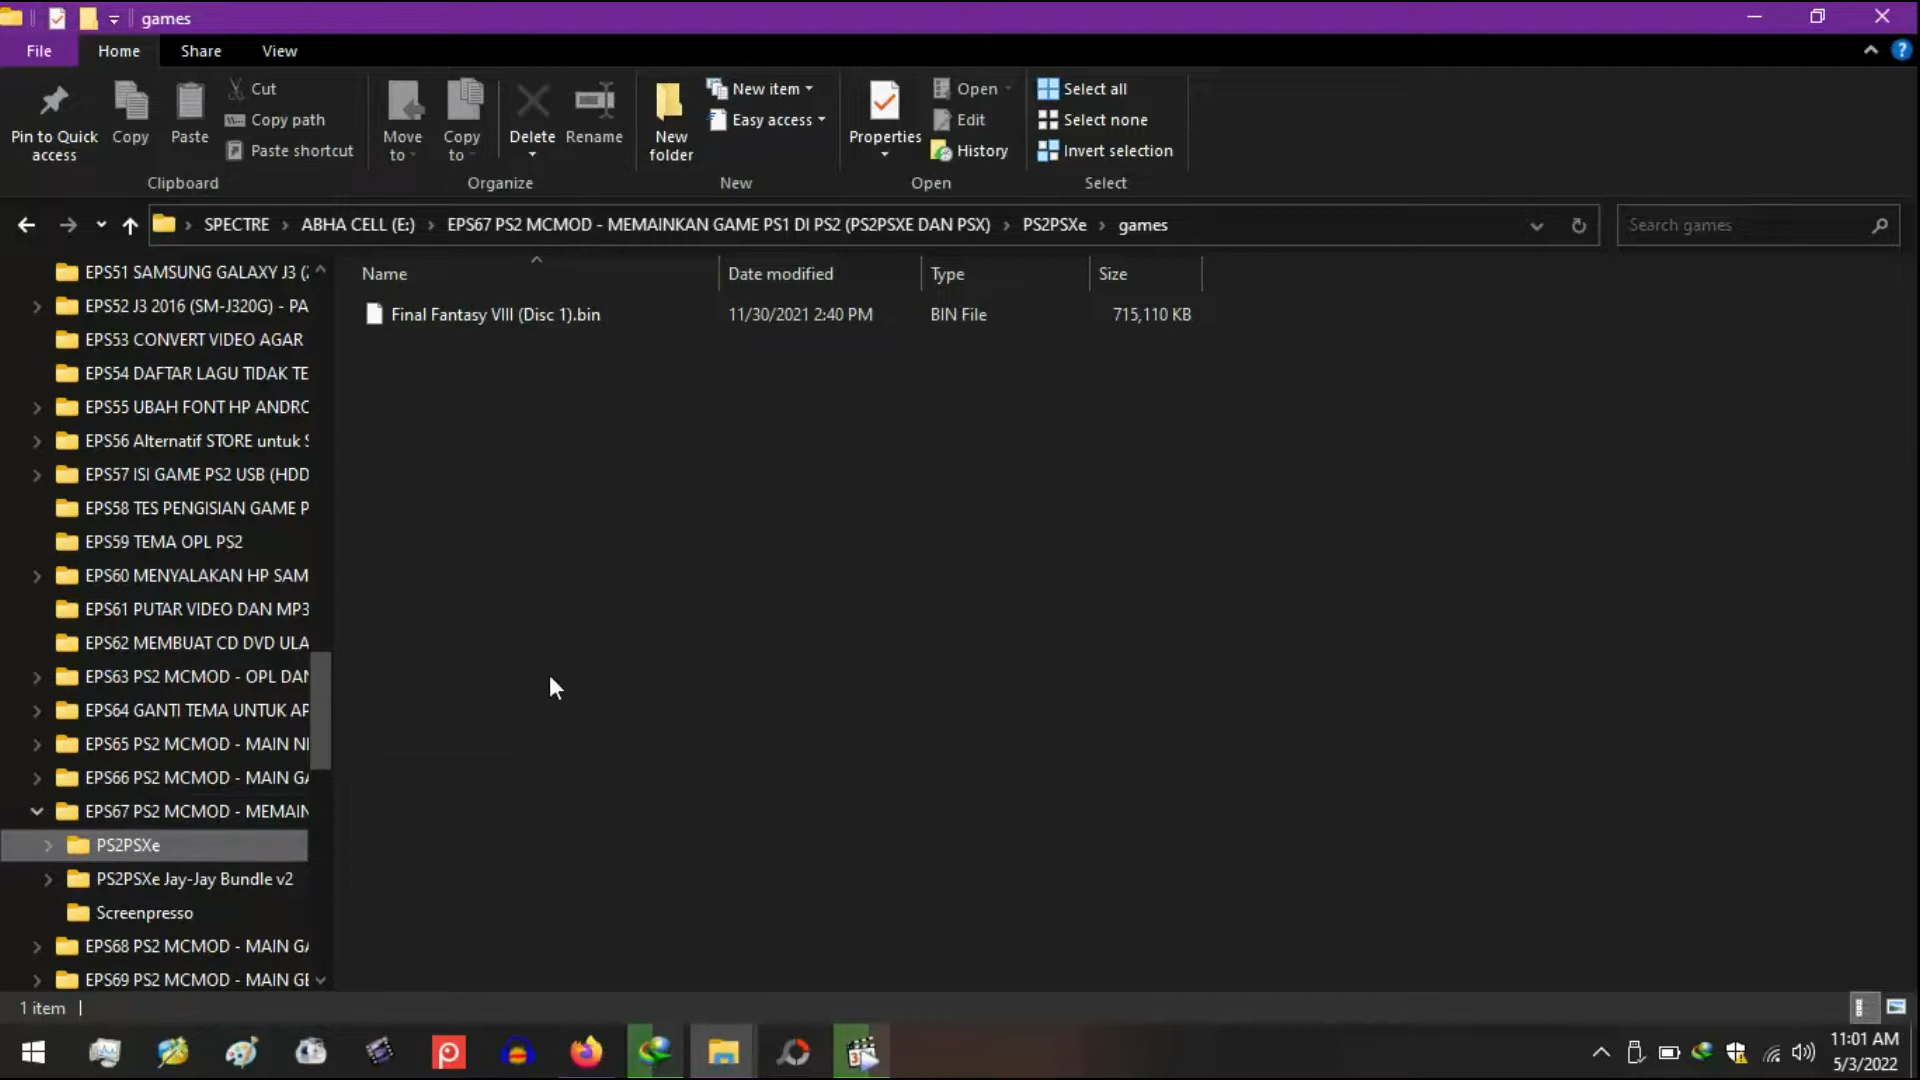 games
File Home Share View
Pin to Quick access
Copy
Paste
Cut
Copy path
Paste shortcut
Clipboard
Move to
Copy to
Delete
Rename
Organize
New folder
New item
Easy access
New
Properties
Open
Edit
History
Open
Select all
Select none
Invert selection
Select
SPECTRE › ABHA CELL (E:) › EPS67 PS2 MCMOD - MEMAINKAN GAME PS1 DI PS2 (PS2PSXE DAN PSX) › PS2PSXe › games
Search games
Name Date modified Type Size
Final Fantasy VIII (Disc 1).bin 11/30/2021 2:40 PM BIN File 715,110 KB
EPS51 SAMSUNG GALAXY J3 (
EPS52 J3 2016 (SM-J320G) - PA
EPS53 CONVERT VIDEO AGAR
EPS54 DAFTAR LAGU TIDAK TE
EPS55 UBAH FONT HP ANDRO
EPS56 Alternatif STORE untuk S
EPS57 ISI GAME PS2 USB (HDD
EPS58 TES PENGISIAN GAME P
EPS59 TEMA OPL PS2
EPS60 MENYALAKAN HP SAM
EPS61 PUTAR VIDEO DAN MP3
EPS62 MEMBUAT CD DVD ULA
EPS63 PS2 MCMOD - OPL DAN
EPS64 GANTI TEMA UNTUK AP
EPS65 PS2 MCMOD - MAIN NI
EPS66 PS2 MCMOD - MAIN GA
EPS67 PS2 MCMOD - MEMAIN
PS2PSXe
PS2PSXe Jay-Jay Bundle v2
Screenpresso
EPS68 PS2 MCMOD - MAIN GA
EPS69 PS2 MCMOD - MAIN GE
1 item
11:01 AM
5/3/2022